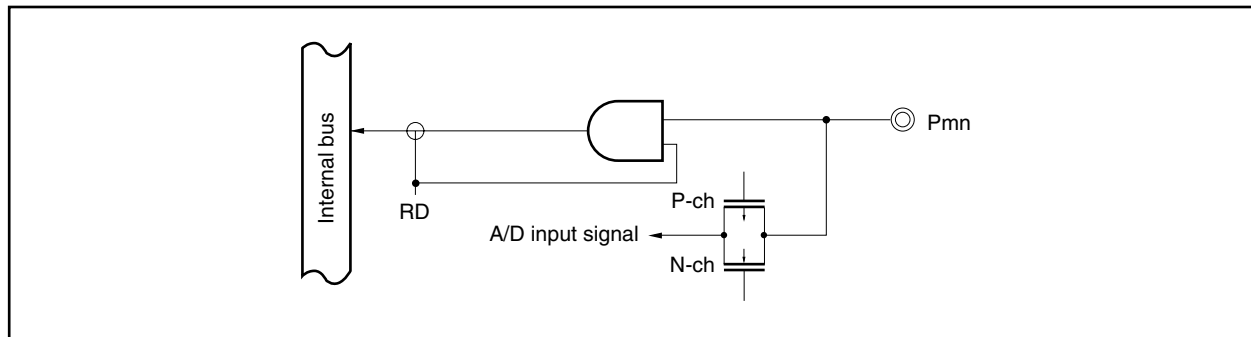 Internal bus
RD
Pmn
P-ch
A/D input signal
N-ch